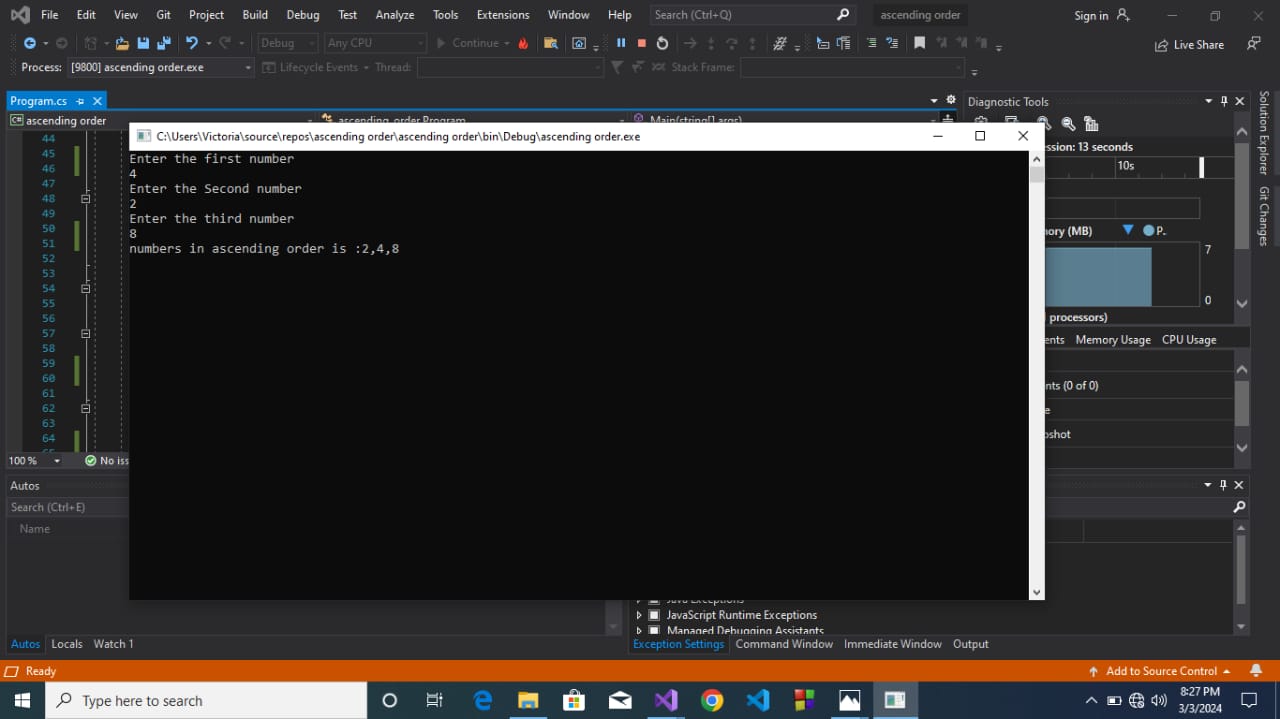 File Edit View Git Project Build Debug Test Analyze Tools Extensions Window Help Search (Ctrl+Q) ascending order Sign in
Debug Any CPU Continue Live Share
Process: [9800] ascending order.exe Lifecycle Events Thread: Stack Frame:
Program.cs
Diagnostic Tools
ascending order
ascending_order.Program
Main(string[] args)
C:\Users\Victoria\source\repos\ascending order\ascending order\bin\Debug\ascending order.exe
Enter the first number
4
Enter the Second number
2
Enter the third number
8
numbers in ascending order is :2,4,8
44
45
46
47
48
49
50
51
52
53
54
55
56
57
58
59
60
61
62
63
64
65
100 % No iss
ession: 13 seconds
10s
ory (MB) P..
7
0
l processors)
ents Memory Usage CPU Usage
nts (0 of 0)
e
pshot
Solution Explorer
Git Changes
Autos
Search (Ctrl+E)
Name
Java Exceptions
JavaScript Runtime Exceptions
Managed Debugging Assistants
Autos Locals Watch 1
Exception Settings Command Window Immediate Window Output
Ready
Add to Source Control
Type here to search
8:27 PM
3/3/2024